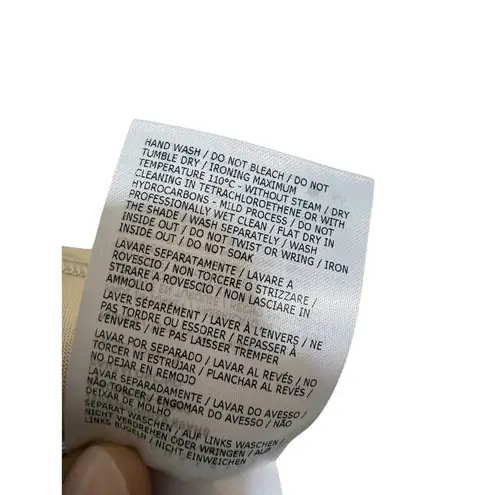 HAND WASH / DO NOT BLEACH / DO NOT
TUMBLE DRY / IRONING MAXIMUM
TEMPERATURE 110ºC - WITHOUT STEAM / DRY
CLEANING IN TETRACHLOROETHENE OR WITH
HYDROCARBONS - MILD PROCESS / DO NOT
PROFESSIONALLY WET CLEAN / FLAT DRY IN
THE SHADE / WASH SEPARATELY / WASH
INSIDE OUT / DO NOT TWIST OR WRING / IRON
INSIDE OUT / DO NOT SOAK
LAVARE SEPARATAMENTE / LAVARE A
ROVESCIO / NON TORCERE O STRIZZARE /
STIRARE A ROVESCIO / NON LASCIARE IN
AMMOLLO
LAVER SÉPARÉMENT / LAVER À L'ENVERS / NE
PAS TORDRE OU ESSORER / REPASSER À
L'ENVERS / NE PAS LAISSER TREMPER
LAVAR POR SEPARADO / LAVAR AL REVÉS / NO
TORCER NI ESTRUJAR / PLANCHAR AL REVÉS /
NO DEJAR EN REMOJO
LAVAR SEPARADAMENTE / LAVAR DO AVESSO /
NÃO TORCER / ENGOMAR DO AVESSO / NÃO
DEIXAR DE MOLHO
SEPARAT WASCHEN / AUF LINKS WASCHEN /
NICHT VERDREHEN ODER WRINGEN / AUF
LINKS BÜGELN / NICHT EINWEICHEN